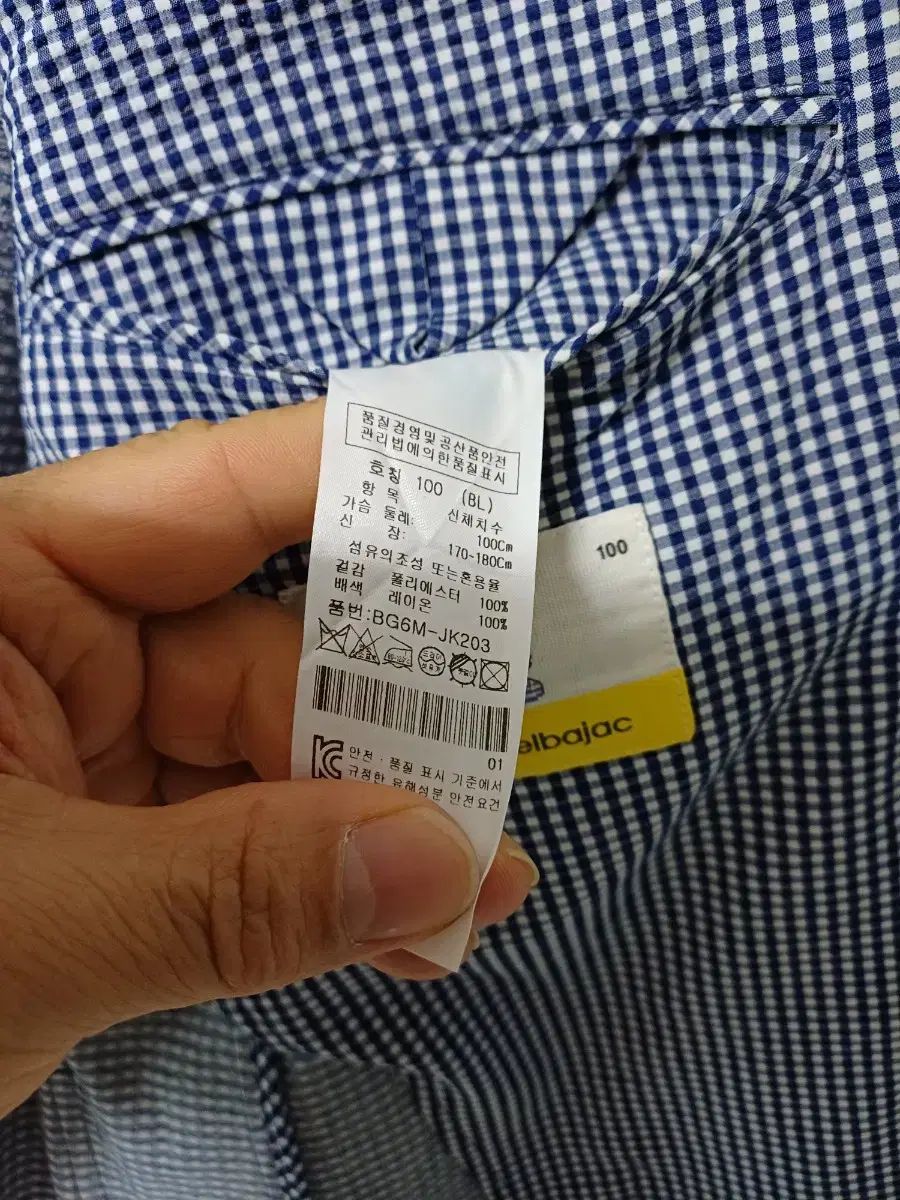 품질경영및공산품안전
관리법에의한품질표시
호칭 100 (BL)
항 목 신체치수
가슴 둘레: 100Cm
신 장: 170-180Cm
섬유의조성 또는혼용율
겉감 폴리에스터 100%
배색 레이온 100%
품번:BG6M-JK203
01
안전·품질 표시 기준에서
규정한 유해성분 안전요건
100
elbajac